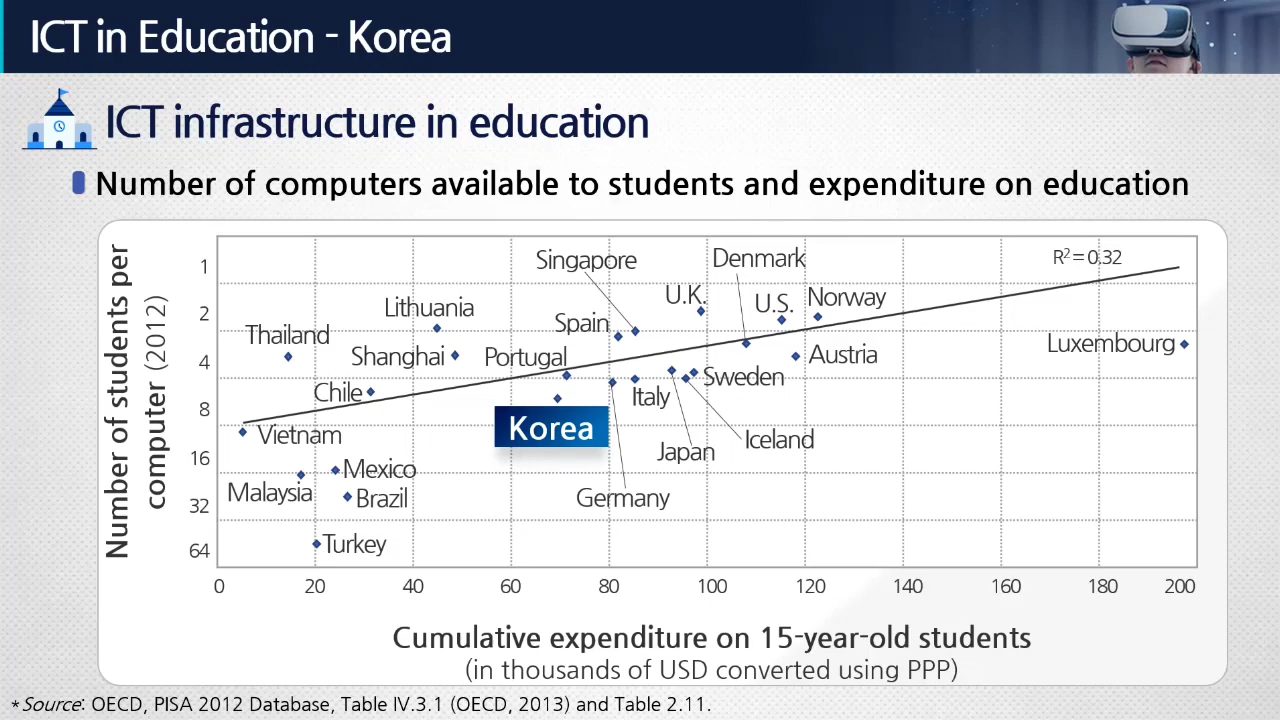 ICT in Education - Korea
ICT infrastructure in education
Number of computers available to students and expenditure on education
Number of students per
computer (2012)
1
2
4
8
16
32
64
R² = 0.32
Singapore
Denmark
U.K.
U.S.
Norway
Lithuania
Spain
Thailand
Shanghai
Portugal
Austria
Luxembourg
Chile
Italy
Sweden
Korea
Vietnam
Japan
Iceland
Mexico
Malaysia
Brazil
Germany
Turkey
0
20
40
60
80
100
120
140
160
180
200
Cumulative expenditure on 15-year-old students
(in thousands of USD converted using PPP)
*Source: OECD, PISA 2012 Database, Table IV.3.1 (OECD, 2013) and Table 2.11.